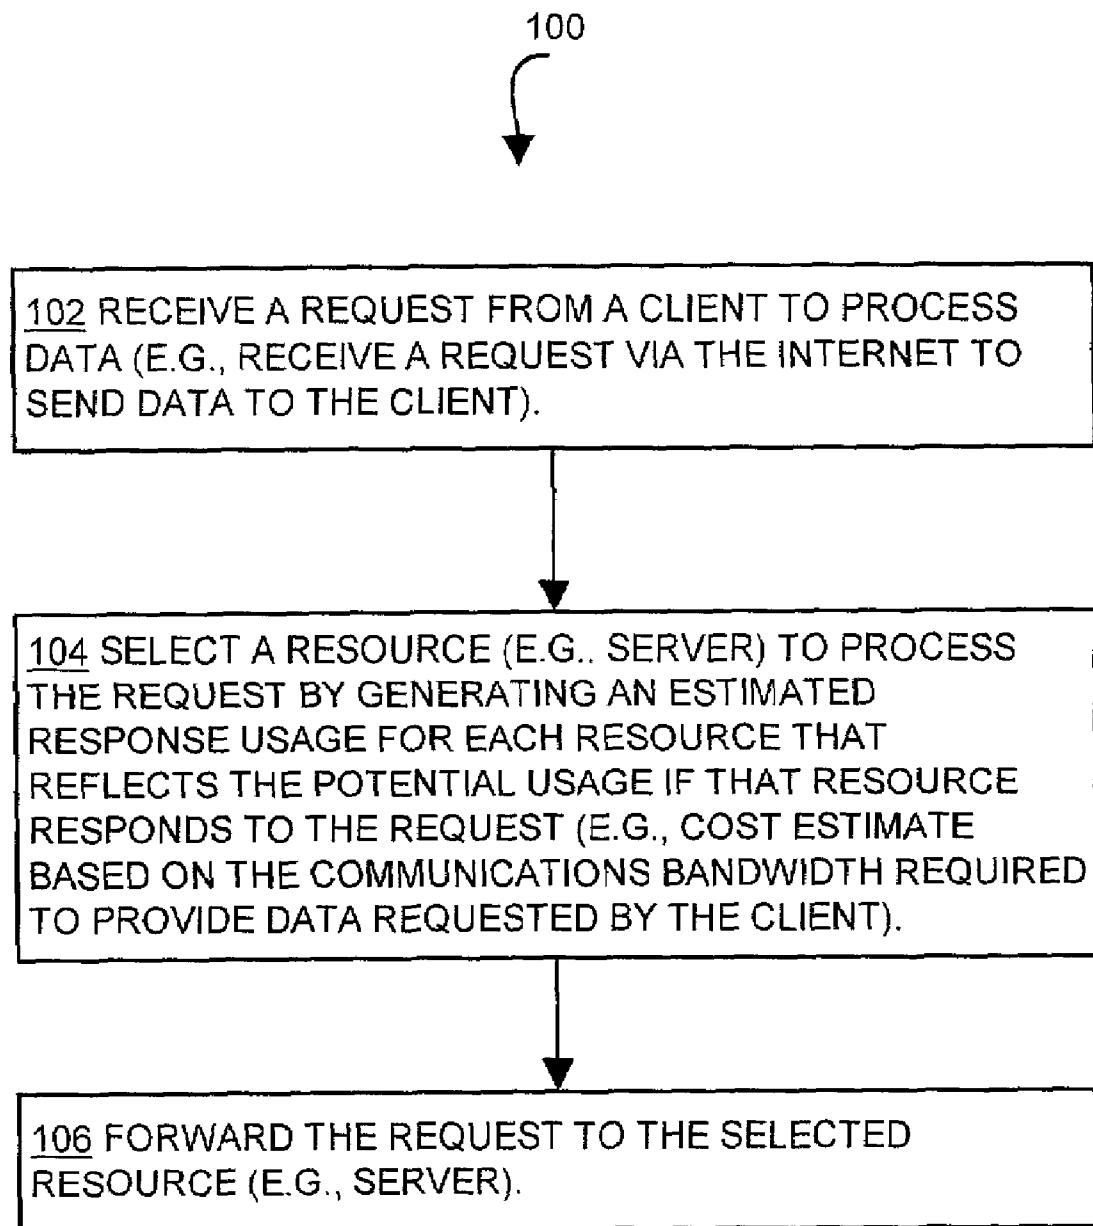 100
102 RECEIVE A REQUEST FROM A CLIENT TO PROCESS
DATA (E.G., RECEIVE A REQUEST VIA THE INTERNET TO
SEND DATA TO THE CLIENT).
104 SELECT A RESOURCE (E.G.. SERVER) TO PROCESS
THE REQUEST BY GENERATING AN ESTIMATED
RESPONSE USAGE FOR EACH RESOURCE THAT
REFLECTS THE POTENTIAL USAGE IF THAT RESOURCE
RESPONDS TO THE REQUEST (E.G., COST ESTIMATE
BASED ON THE COMMUNICATIONS BANDWIDTH REQUIRED
TO PROVIDE DATA REQUESTED BY THE CLIENT).
106 FORWARD THE REQUEST TO THE SELECTED
RESOURCE (E.G., SERVER).